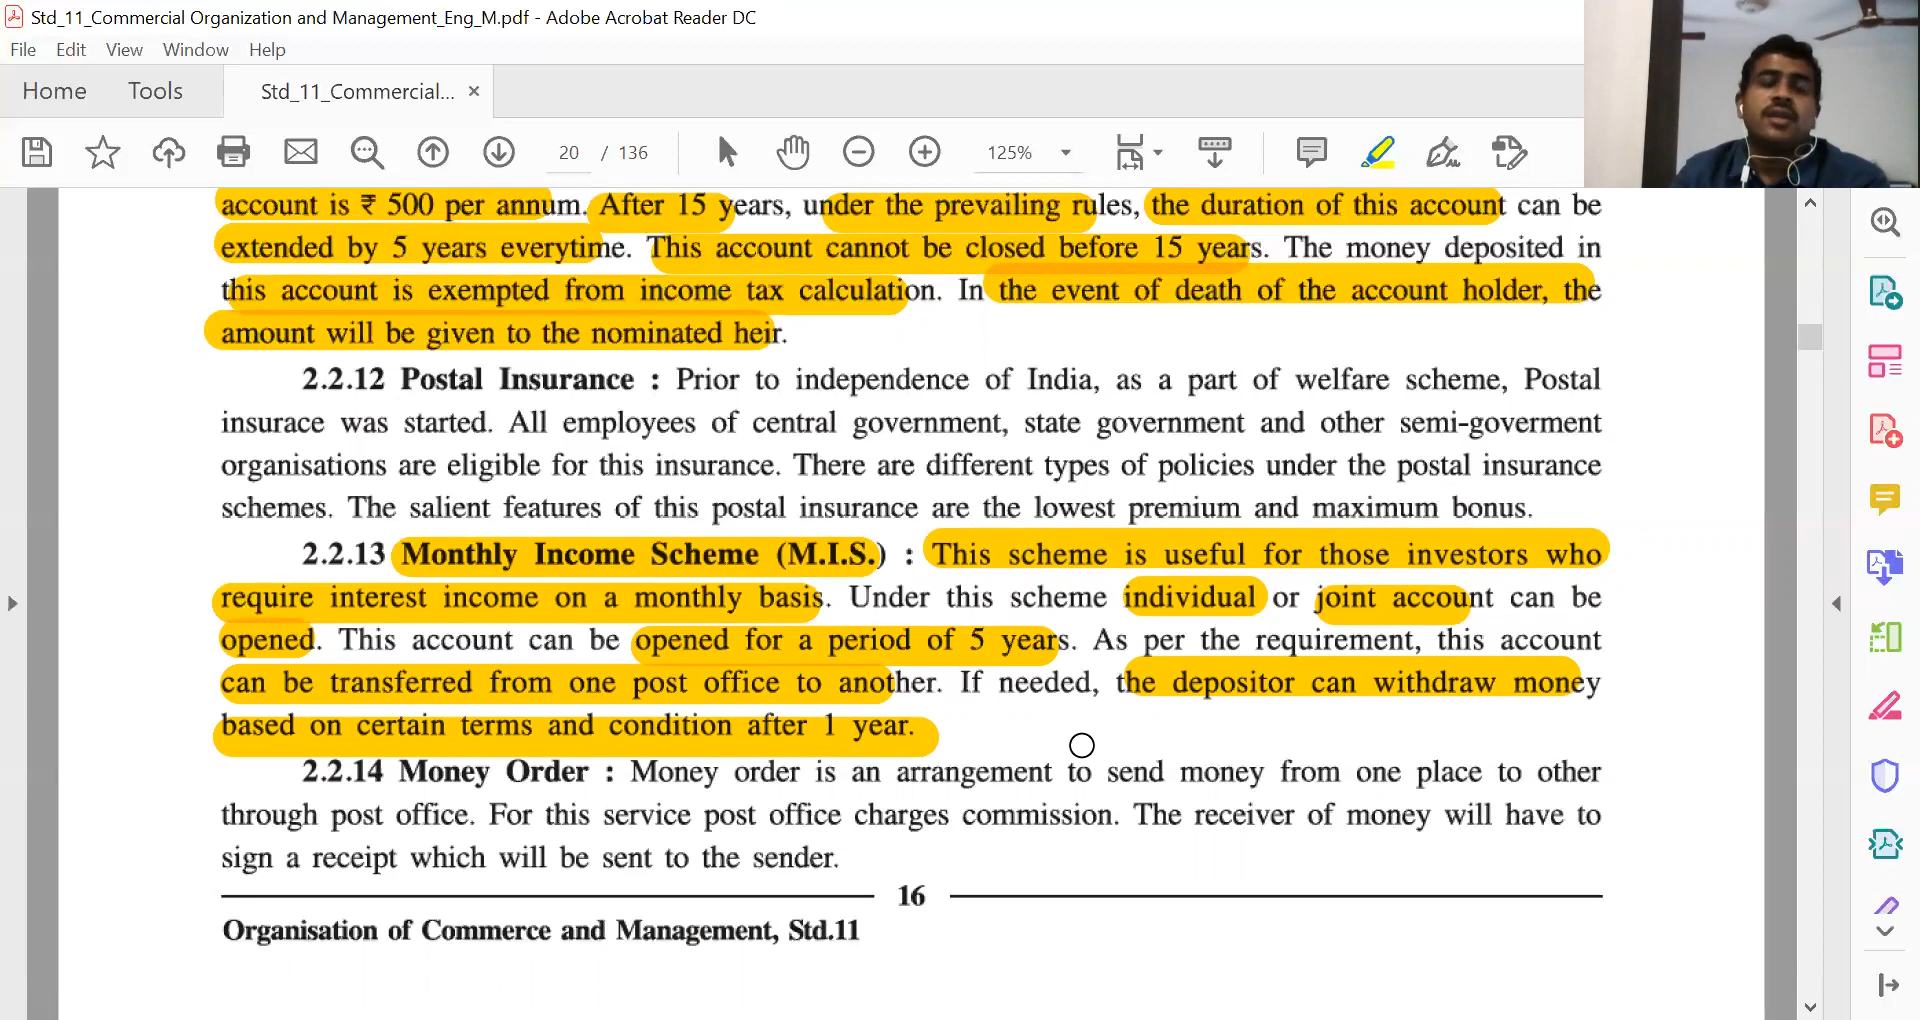 Std_11_Commercial Organization and Management_Eng_M.pdf - Adobe Acrobat Reader DC
File Edit View Window Help
Home Tools Std_11_Commercial... ×
20 / 136 125%
account is ₹ 500 per annum. After 15 years, under the prevailing rules, the duration of this account can be
extended by 5 years everytime. This account cannot be closed before 15 years. The money deposited in
this account is exempted from income tax calculation. In the event of death of the account holder, the
amount will be given to the nominated heir.
2.2.12 Postal Insurance : Prior to independence of India, as a part of welfare scheme, Postal
insurace was started. All employees of central government, state government and other semi-goverment
organisations are eligible for this insurance. There are different types of policies under the postal insurance
schemes. The salient features of this postal insurance are the lowest premium and maximum bonus.
2.2.13 Monthly Income Scheme (M.I.S.) : This scheme is useful for those investors who
require interest income on a monthly basis. Under this scheme individual or joint account can be
opened. This account can be opened for a period of 5 years. As per the requirement, this account
can be transferred from one post office to another. If needed, the depositor can withdraw money
based on certain terms and condition after 1 year.
2.2.14 Money Order : Money order is an arrangement to send money from one place to other
through post office. For this service post office charges commission. The receiver of money will have to
sign a receipt which will be sent to the sender.
16
Organisation of Commerce and Management, Std.11